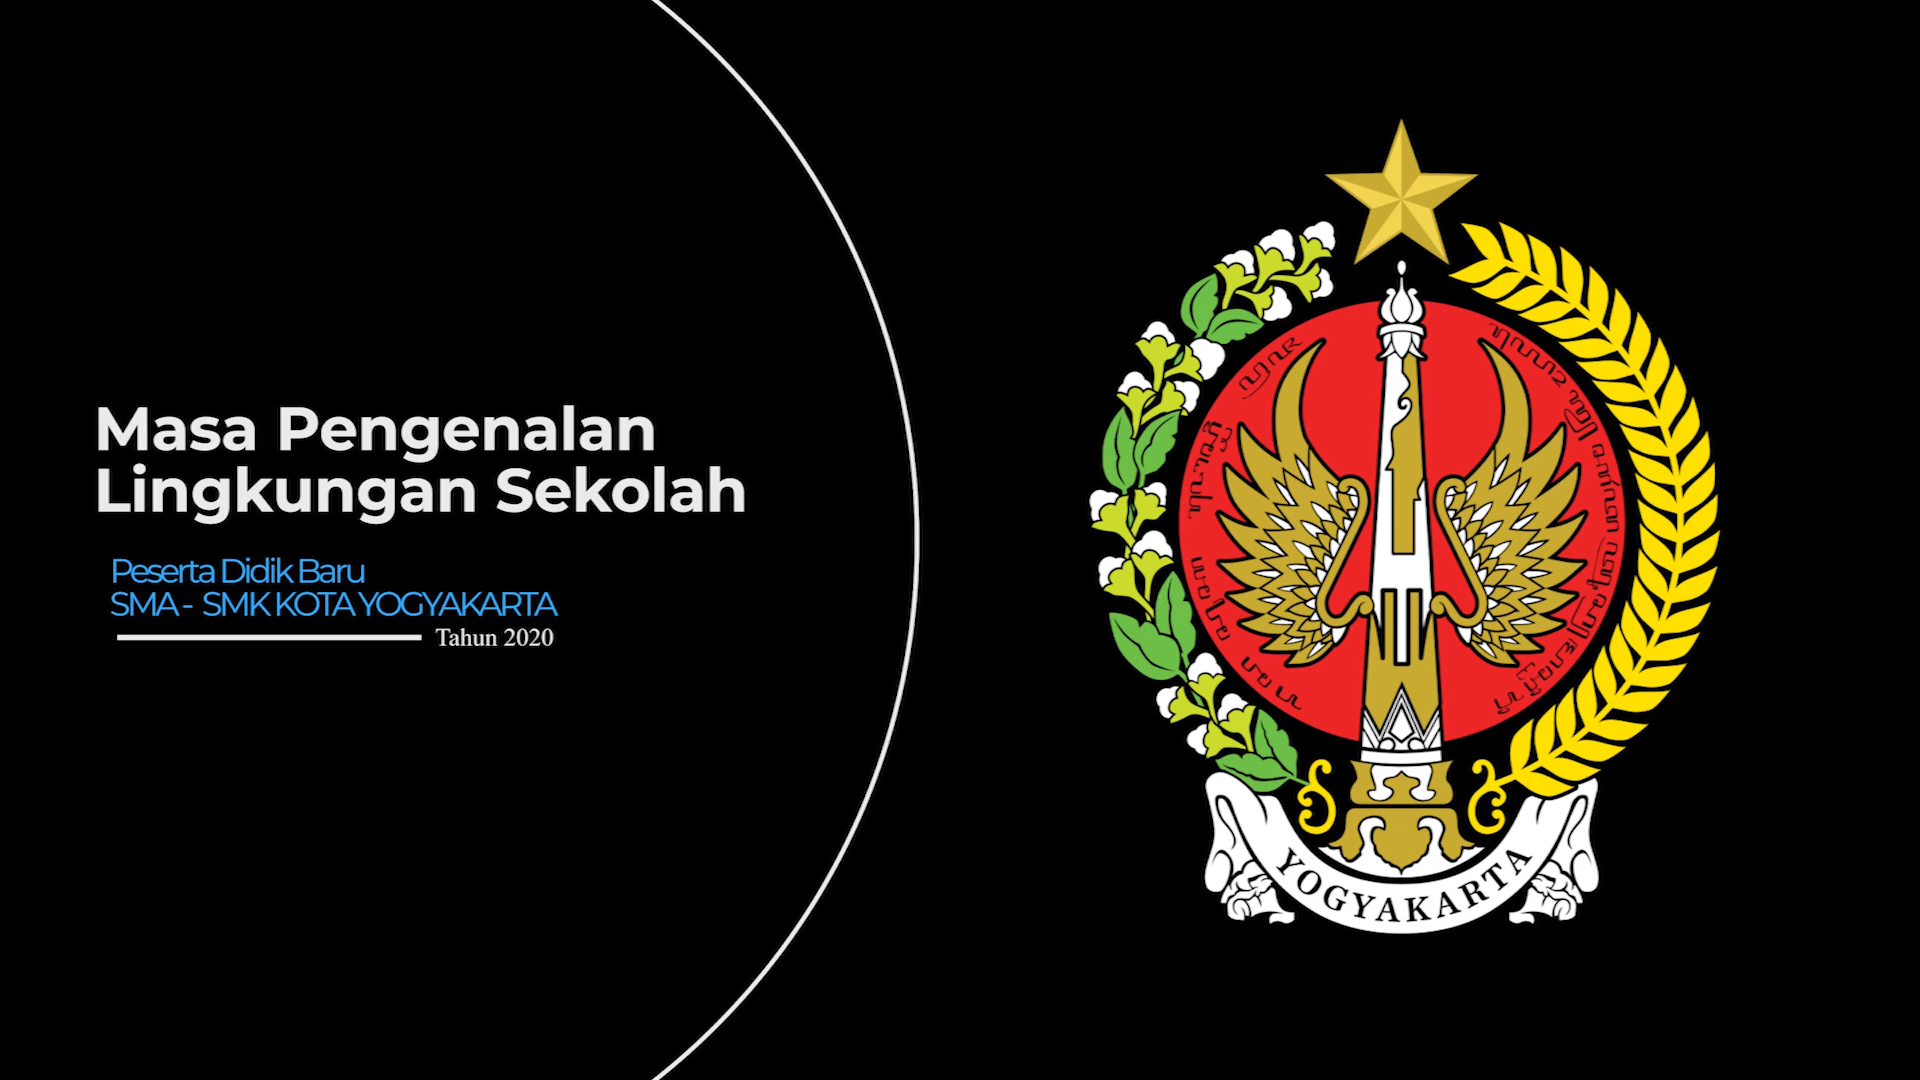 Masa Pengenalan
Lingkungan Sekolah
Peserta Didik Baru
SMA - SMK KOTA YOGYAKARTA
Tahun 2020
YOGYAKARTA